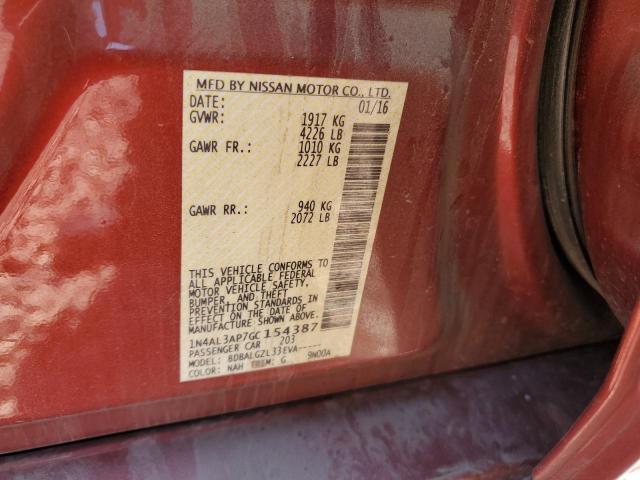 MFD BY NISSAN MOTOR CO., LTD.
DATE: 01/16
GVWR: 1917 KG
4226 LB
GAWR FR.: 1010 KG
2227 LB
GAWR RR.: 940 KG
2072 LB
THIS VEHICLE CONFORMS TO
ALL APPLICABLE FEDERAL
MOTOR VEHICLE SAFETY,
BUMPER, AND THEFT
PREVENTION STANDARDS IN
EFFECT ON THE DATE OF
MANUFACTURE SHOWN ABOVE.
1N4AL3AP7GC154387
PASSENGER CAR 203
MODEL: BDBALGZL33EVA-----
COLOR: NAH TRIM: G 9N00A